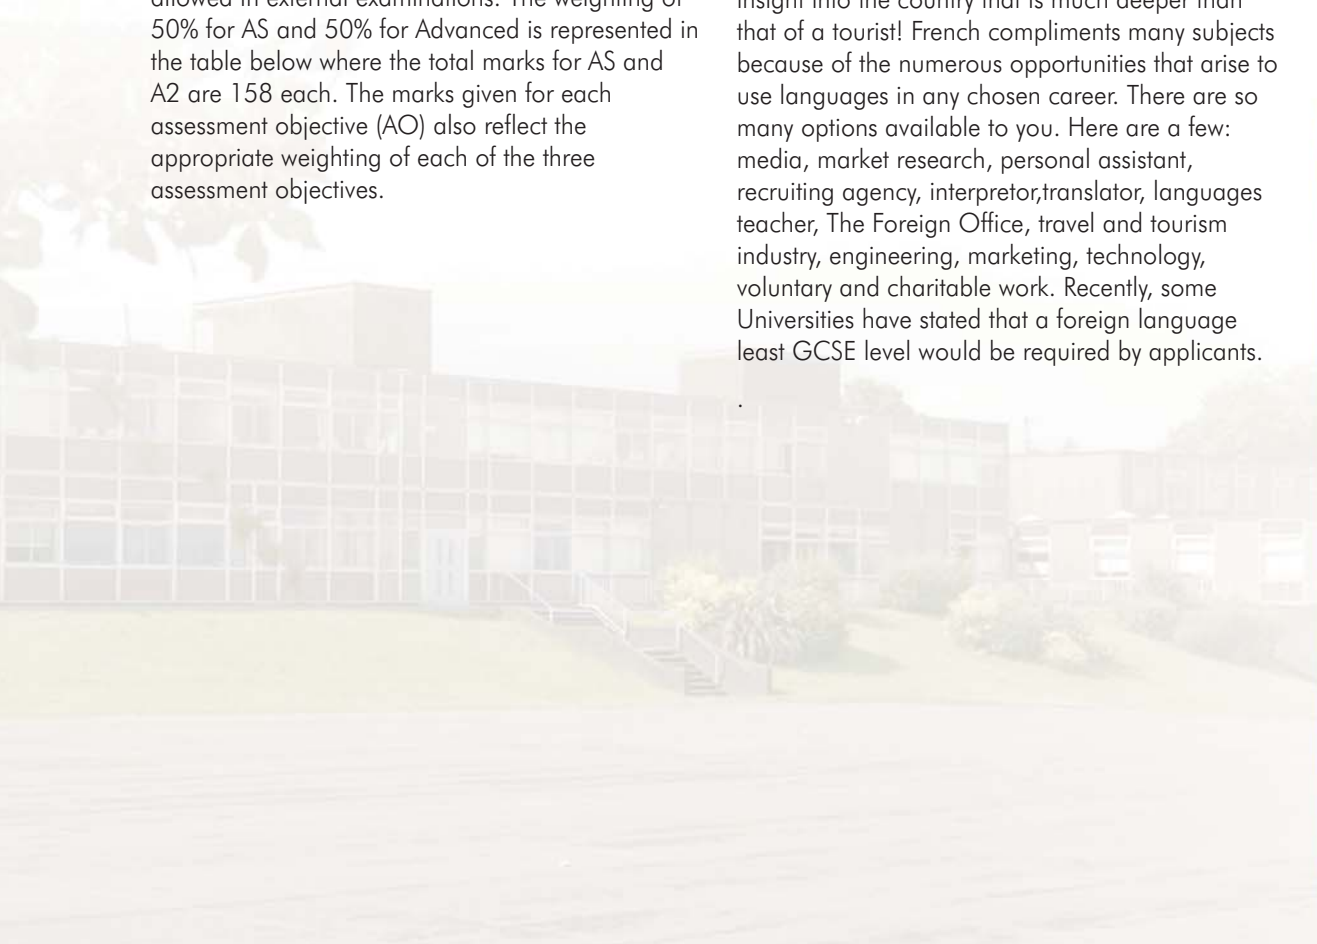 allowed in external examinations. The weighting of
50% for AS and 50% for Advanced is represented in
the table below where the total marks for AS and
A2 are 158 each. The marks given for each
assessment objective (AO) also reflect the
appropriate weighting of each of the three
assessment objectives.
insight into the country that is much deeper than
that of a tourist! French compliments many subjects
because of the numerous opportunities that arise to
use languages in any chosen career. There are so
many options available to you. Here are a few:
media, market research, personal assistant,
recruiting agency, interpretor,translator, languages
teacher, The Foreign Office, travel and tourism
industry, engineering, marketing, technology,
voluntary and charitable work. Recently, some
Universities have stated that a foreign language
least GCSE level would be required by applicants.
.